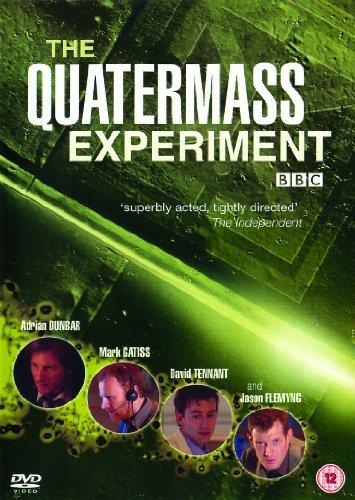 THE
QUATERMASS
EXPERIMENT
BBC
'superbly acted, tightly directed'
The Independent
Adrian DUNBAR
Mark GATISS
David TENNANT
and
Jason FLEMYNG
DVD
VIDEO
12